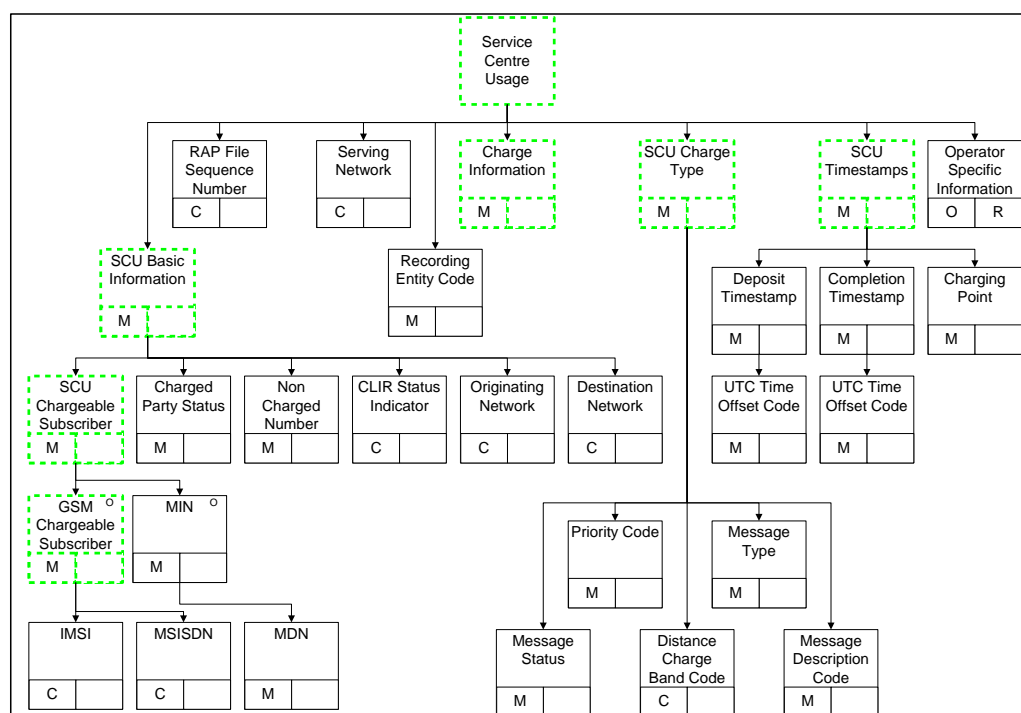 Service
Centre
Usage
RAP File
Sequence
Number
C
Serving
Network
C
Charge
Information
M
SCU Charge
Type
M
SCU
Timestamps
M
Operator
Specific
Information
O R
SCU Basic
Information
M
Recording
Entity Code
M
Deposit
Timestamp
M
Completion
Timestamp
M
Charging
Point
M
SCU
Chargeable
Subscriber
M
Charged
Party Status
M
Non
Charged
Number
M
CLIR Status
Indicator
C
Originating
Network
C
Destination
Network
C
UTC Time
Offset Code
M
UTC Time
Offset Code
M
GSM O
Chargeable
Subscriber
M
MIN O
M
Priority Code
M
Message
Type
M
IMSI
C
MSISDN
C
MDN
M
Message
Status
M
Distance
Charge
Band Code
C
Message
Description
Code
M